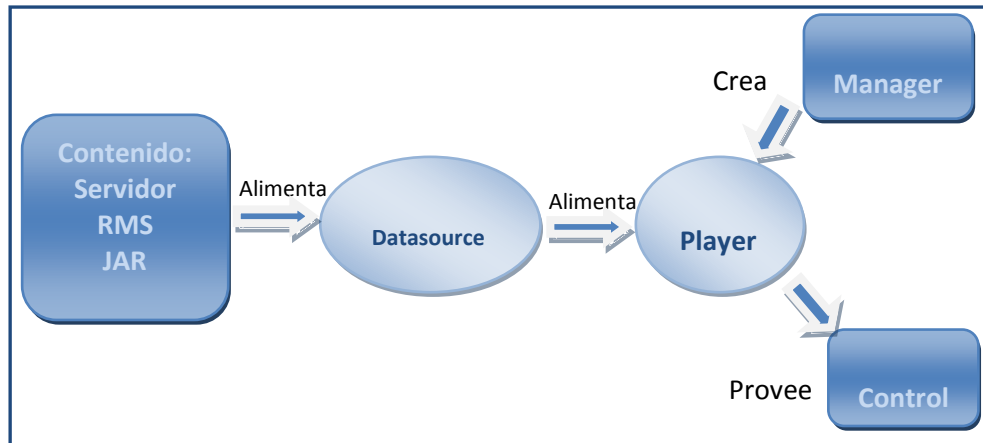 Contenido:
Servidor
RMS
JAR
Alimenta
Datasource
Alimenta
Player
Crea
Manager
Provee
Control